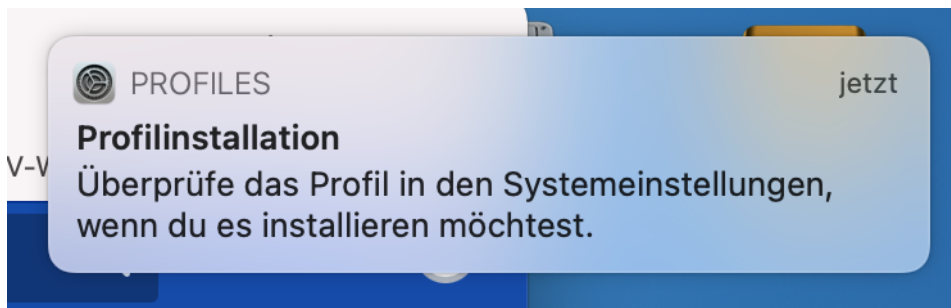 PROFILES
jetzt
Profilinstallation
Überprüfe das Profil in den Systemeinstellungen,
wenn du es installieren möchtest.